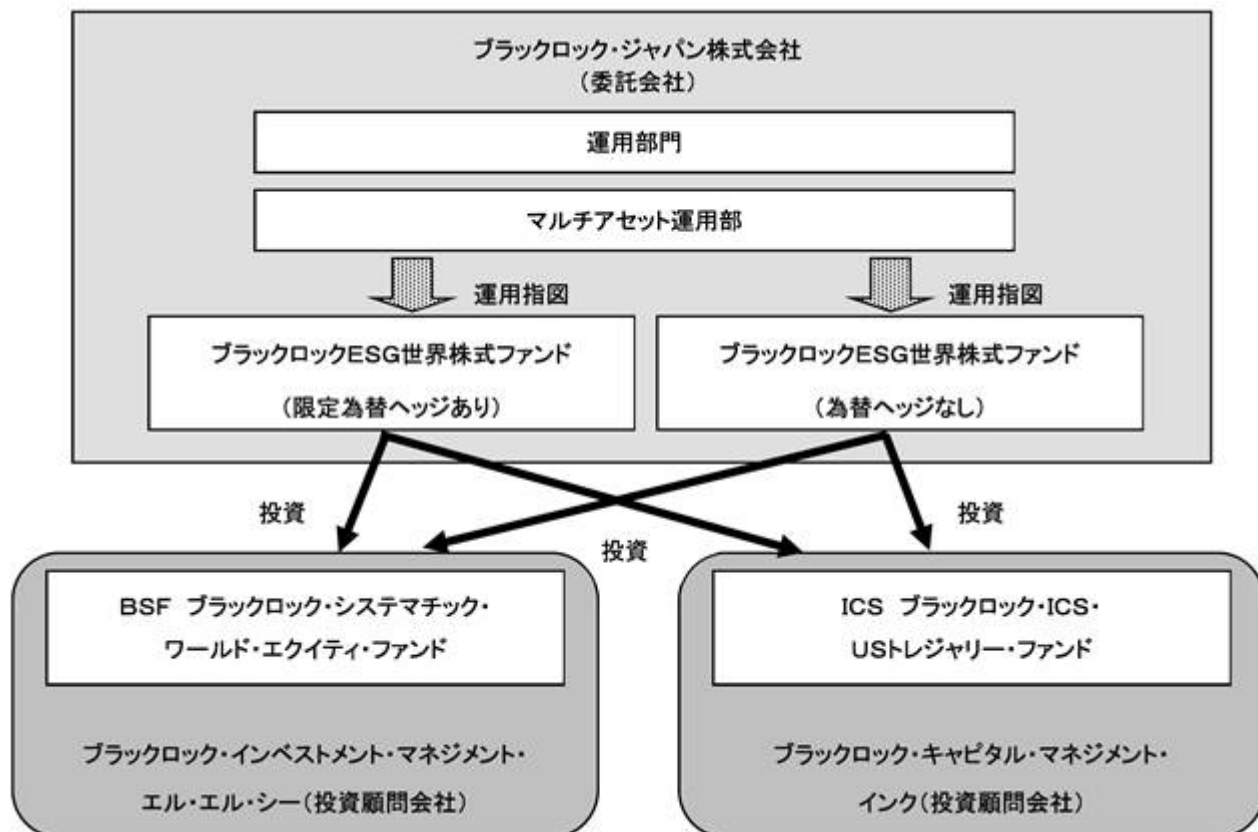 ブラックロック・ジャパン株式会社
（委託会社）
運用部門
マルチアセット運用部
運用指図
運用指図
ブラックロックＥＳＧ世界株式ファンド
（限定為替ヘッジあり）
ブラックロックＥＳＧ世界株式ファンド
（為替ヘッジなし）
投資
投資
投資
ＢＳＦ　ブラックロック・システマチック・
ワールド・エクイティ・ファンド
ブラックロック・インベストメント・マネジメント・
エル・エル・シー（投資顧問会社）
ＩＣＳ　ブラックロック・ＩＣＳ・
ＵＳトレジャリー・ファンド
ブラックロック・キャピタル・マネジメント・
インク（投資顧問会社）